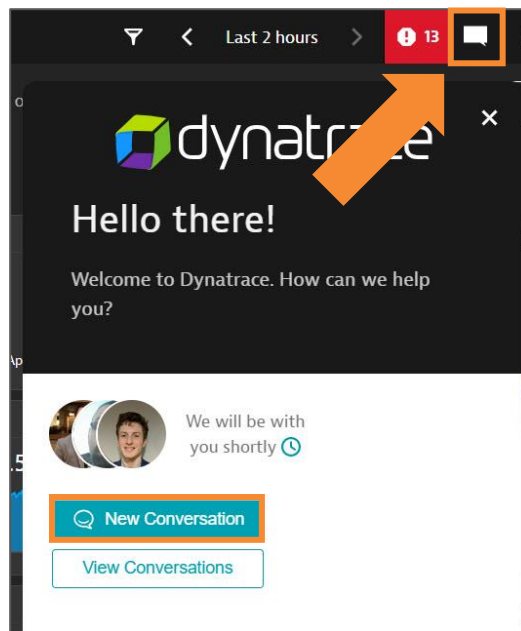 Last 2 hours
13
dynatrace
Hello there!
Welcome to Dynatrace. How can we help
you?
We will be with
you shortly
New Conversation
View Conversations